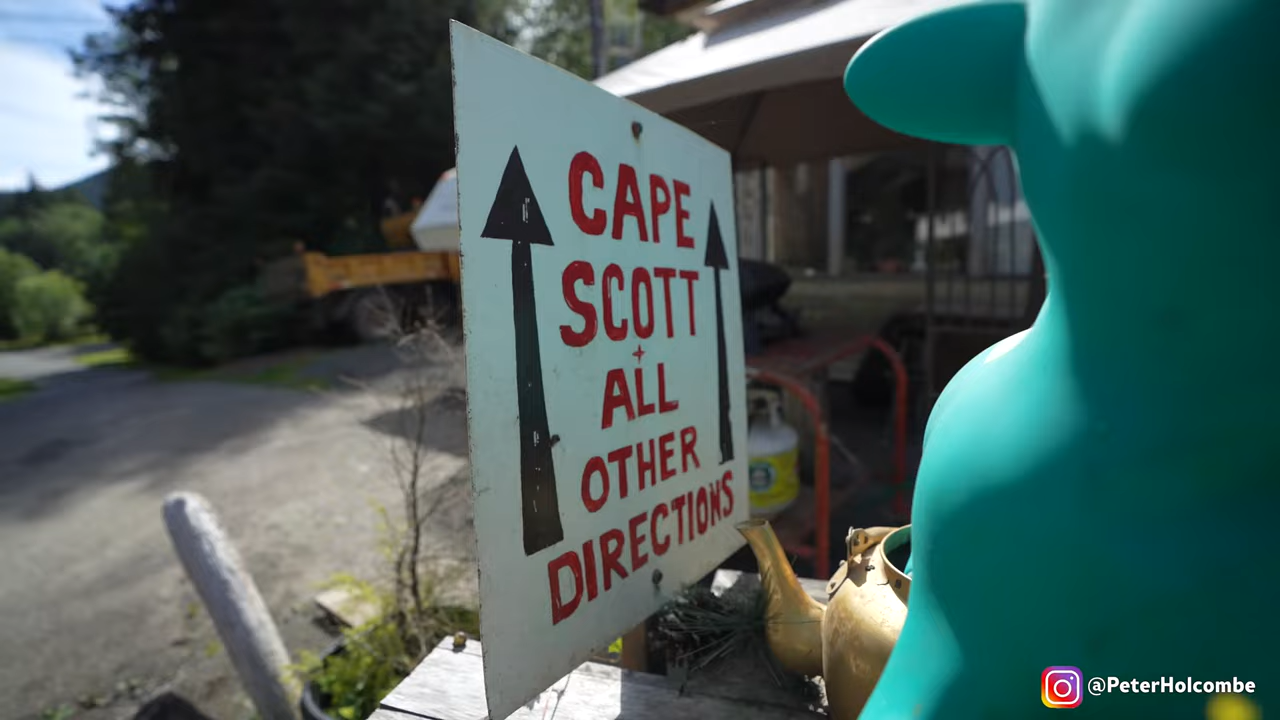 CAPE
SCOTT
+
ALL
OTHER
DIRECTIONS
@PeterHolcombe